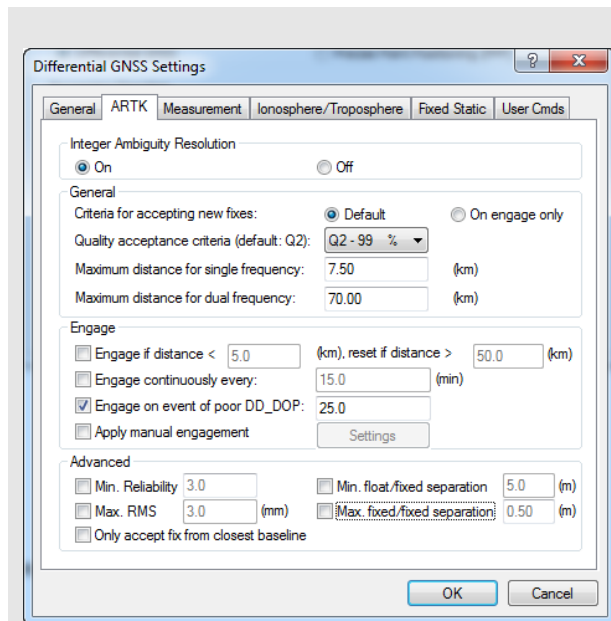 Differential GNSS Settings
General ARTK Measurement Ionosphere/Troposphere Fixed Static User Cmds
Integer Ambiguity Resolution
On Off
General
Criteria for accepting new fixes: Default On engage only
Quality acceptance criteria (default: Q2): Q2 - 99 %
Maximum distance for single frequency: 7.50 (km)
Maximum distance for dual frequency: 70.00 (km)
Engage
Engage if distance < 5.0 (km), reset if distance > 50.0 (km)
Engage continuously every: 15.0 (min)
Engage on event of poor DD_DOP: 25.0
Apply manual engagement Settings
Advanced
Min. Reliability 3.0 Min. float/fixed separation 5.0 (m)
Max. RMS 3.0 (mm) Max. fixed/fixed separation 0.50 (m)
Only accept fix from closest baseline
OK Cancel